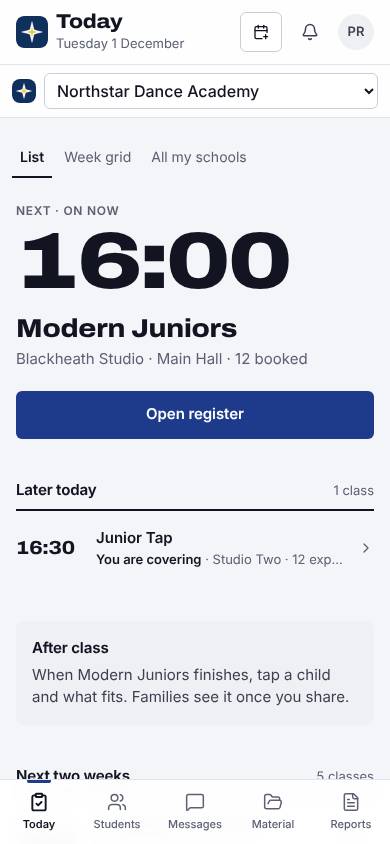 Today
Tuesday 1 December
PR
Northstar Dance Academy
List Week grid All my schools
NEXT · ON NOW
16:00
Modern Juniors
Blackheath Studio · Main Hall · 12 booked
Open register
Later today 1 class
16:30 Junior Tap
You are covering · Studio Two · 12 exp...
After class
When Modern Juniors finishes, tap a child
and what fits. Families see it once you share.
Next two weeks 5 classes
Today Students Messages Material Reports